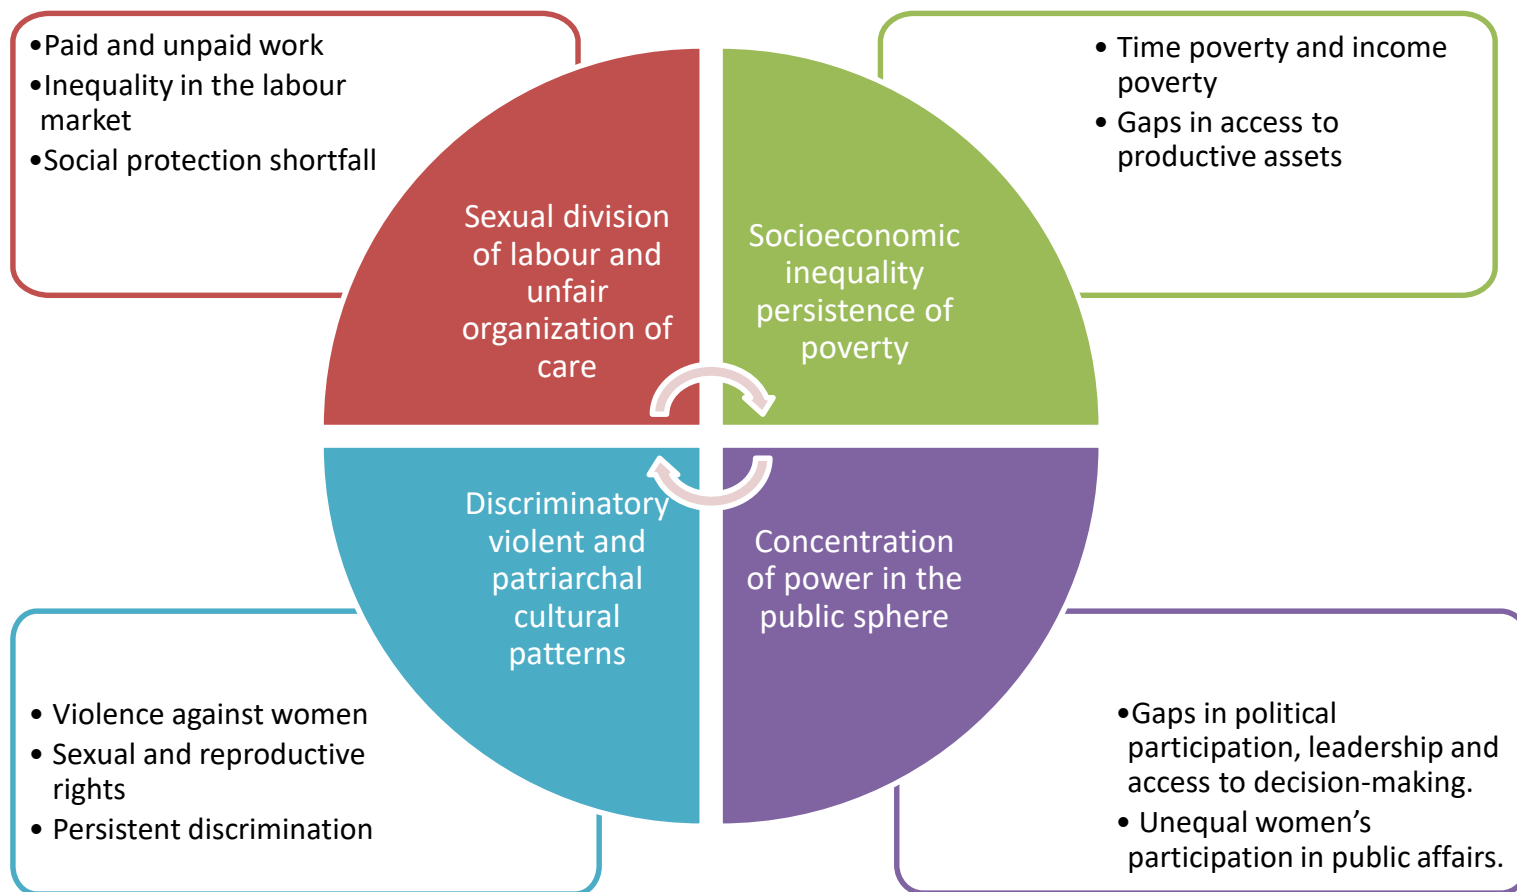 •Paid and unpaid work
•Inequality in the labour
market
•Social protection shortfall
• Time poverty and income
poverty
• Gaps in access to
productive assets
Sexual division
of labour and
unfair
organization of
care
Socioeconomic
inequality
persistence of
poverty
Discriminatory
violent and
patriarchal
cultural
patterns
Concentration
of power in the
public sphere
• Violence against women
• Sexual and reproductive
rights
• Persistent discrimination
•Gaps in political
participation, leadership and
access to decision-making.
• Unequal women’s
participation in public affairs.